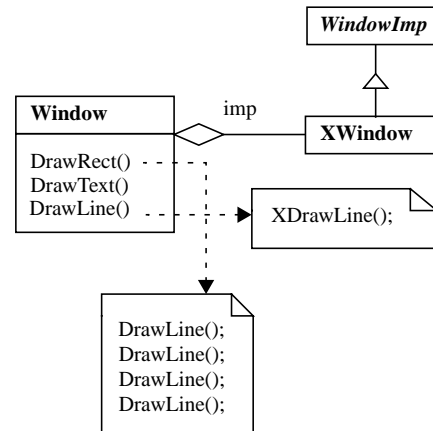 WindowImp
Window
imp
XWindow
DrawRect()
DrawText()
DrawLine()
XDrawLine();
DrawLine();
DrawLine();
DrawLine();
DrawLine();